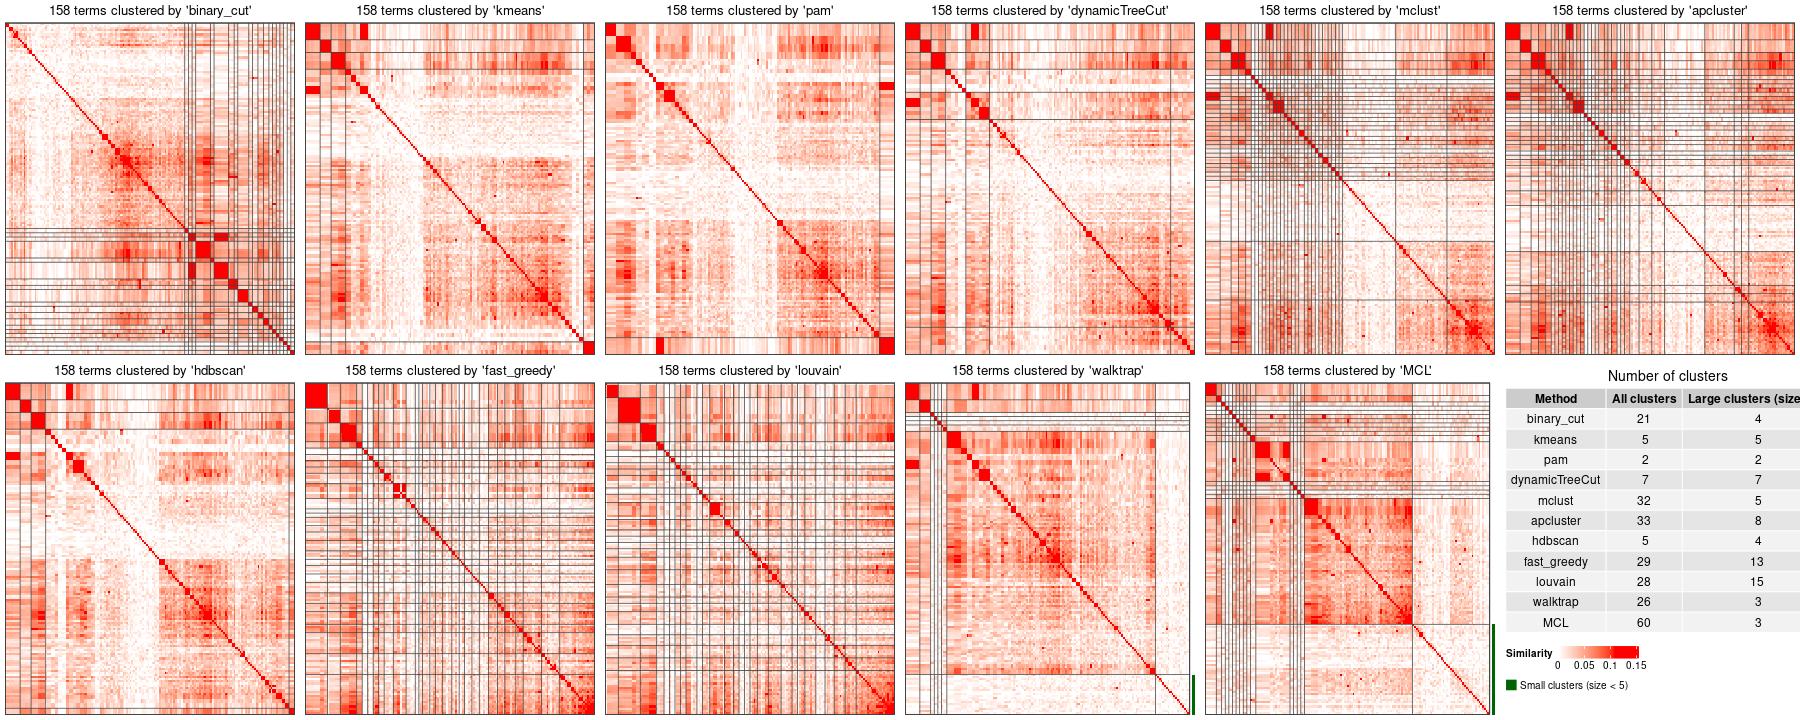 158 terms clustered by 'binary_cut'
158 terms clustered by 'kmeans'
158 terms clustered by 'pam'
158 terms clustered by 'dynamicTreeCut'
158 terms clustered by 'mclust'
158 terms clustered by 'apcluster'
158 terms clustered by 'hdbscan'
158 terms clustered by 'fast_greedy'
158 terms clustered by 'louvain'
158 terms clustered by 'walktrap'
158 terms clustered by 'MCL'
Number of clusters
Method All clusters Large clusters (size
binary_cut 21 4
kmeans 5 5
pam 2 2
dynamicTreeCut 7 7
mclust 32 5
apcluster 33 8
hdbscan 5 4
fast_greedy 29 13
louvain 28 15
walktrap 26 3
MCL 60 3
Similarity
0 0.05 0.1 0.15
Small clusters (size < 5)